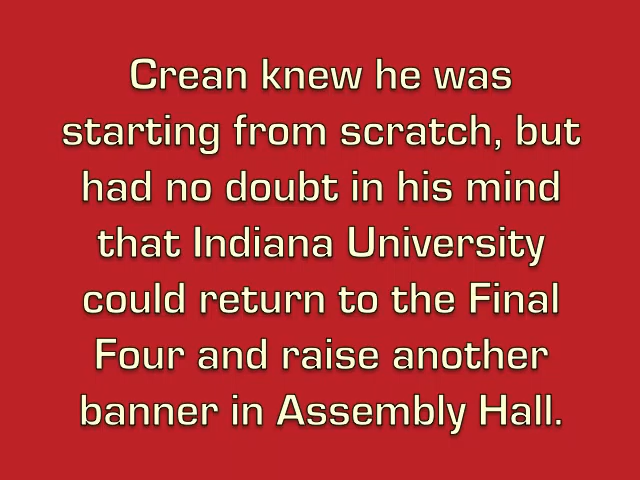 Crean knew he was
starting from scratch, but
had no doubt in his mind
that Indiana University
could return to the Final
Four and raise another
banner in Assembly Hall.